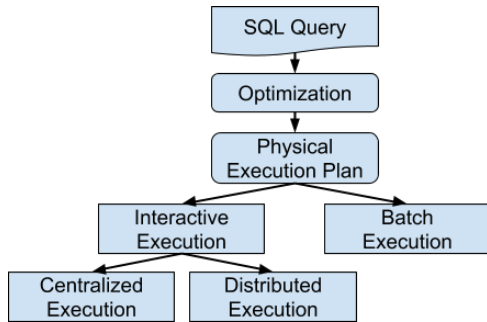 SQL Query
Optimization
Physical
Execution Plan
Interactive
Execution
Batch
Execution
Centralized
Execution
Distributed
Execution